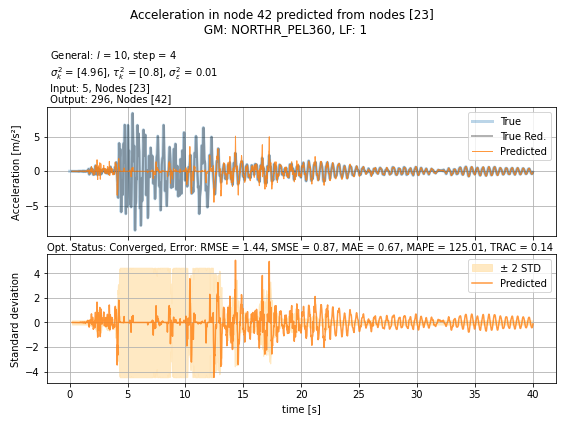 Acceleration in node 42 predicted from nodes [23]
GM: NORTHR_PEL360, LF: 1
General: l = 10, step = 4
σ²ₖ = [4.96], τ²ₖ = [0.8], σ²ε = 0.01
Input: 5, Nodes [23]
Output: 296, Nodes [42]
True
True Red.
Predicted
Acceleration [m/s²]
5
0
−5
Opt. Status: Converged, Error: RMSE = 1.44, SMSE = 0.87, MAE = 0.67, MAPE = 125.01, TRAC = 0.14
± 2 STD
Predicted
Standard deviation
4
2
0
−2
−4
0 5 10 15 20 25 30 35 40
time [s]